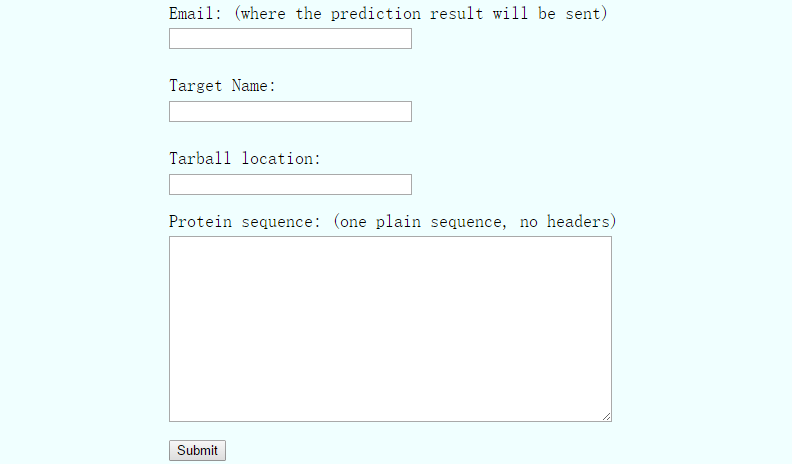 Email: (where the prediction result will be sent)
Target Name:
Tarball location:
Protein sequence: (one plain sequence, no headers)
Submit